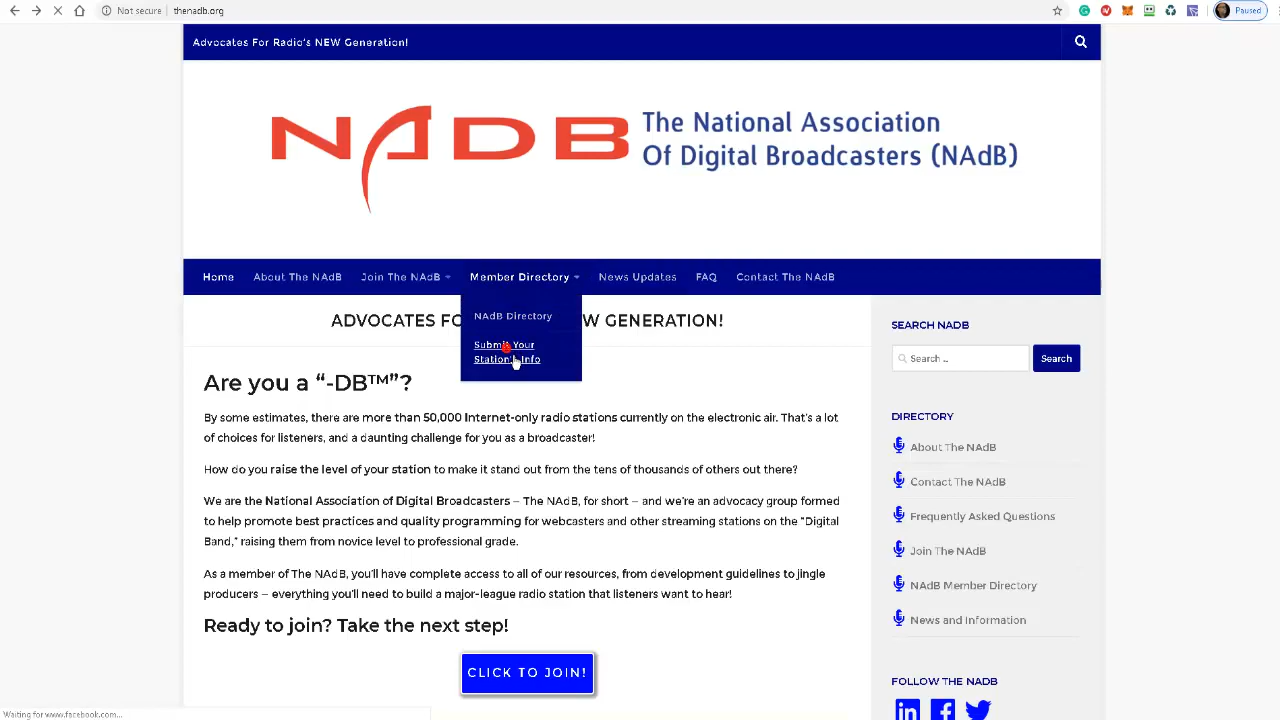 Not secure
thenadb.org
Paused
Advocates For Radio's NEW Generation!
NADB
The National Association
Of Digital Broadcasters (NAdB)
Home
About The NAdB
Join The NAdB
Member Directory
News Updates
FAQ
Contact The NAdB
NAdB Directory
Submit Your
Station's Info
ADVOCATES FO
W GENERATION!
Are you a “-DB™”?
By some estimates, there are more than 50,000 Internet-only radio stations currently on the electronic air. That's a lot
of choices for listeners, and a daunting challenge for you as a broadcaster!
How do you raise the level of your station to make it stand out from the tens of thousands of others out there?
We are the National Association of Digital Broadcasters – The NAdB, for short – and we're an advocacy group formed
to help promote best practices and quality programming for webcasters and other streaming stations on the "Digital
Band," raising them from novice level to professional grade.
As a member of The NAdB, you'll have complete access to all of our resources, from development guidelines to jingle
producers – everything you'll need to build a major-league radio station that listeners want to hear!
Ready to join? Take the next step!
CLICK TO JOIN!
SEARCH NADB
Search …
Search
DIRECTORY
About The NAdB
Contact The NAdB
Frequently Asked Questions
Join The NAdB
NAdB Member Directory
News and Information
FOLLOW THE NADB
Waiting for www.facebook.com...